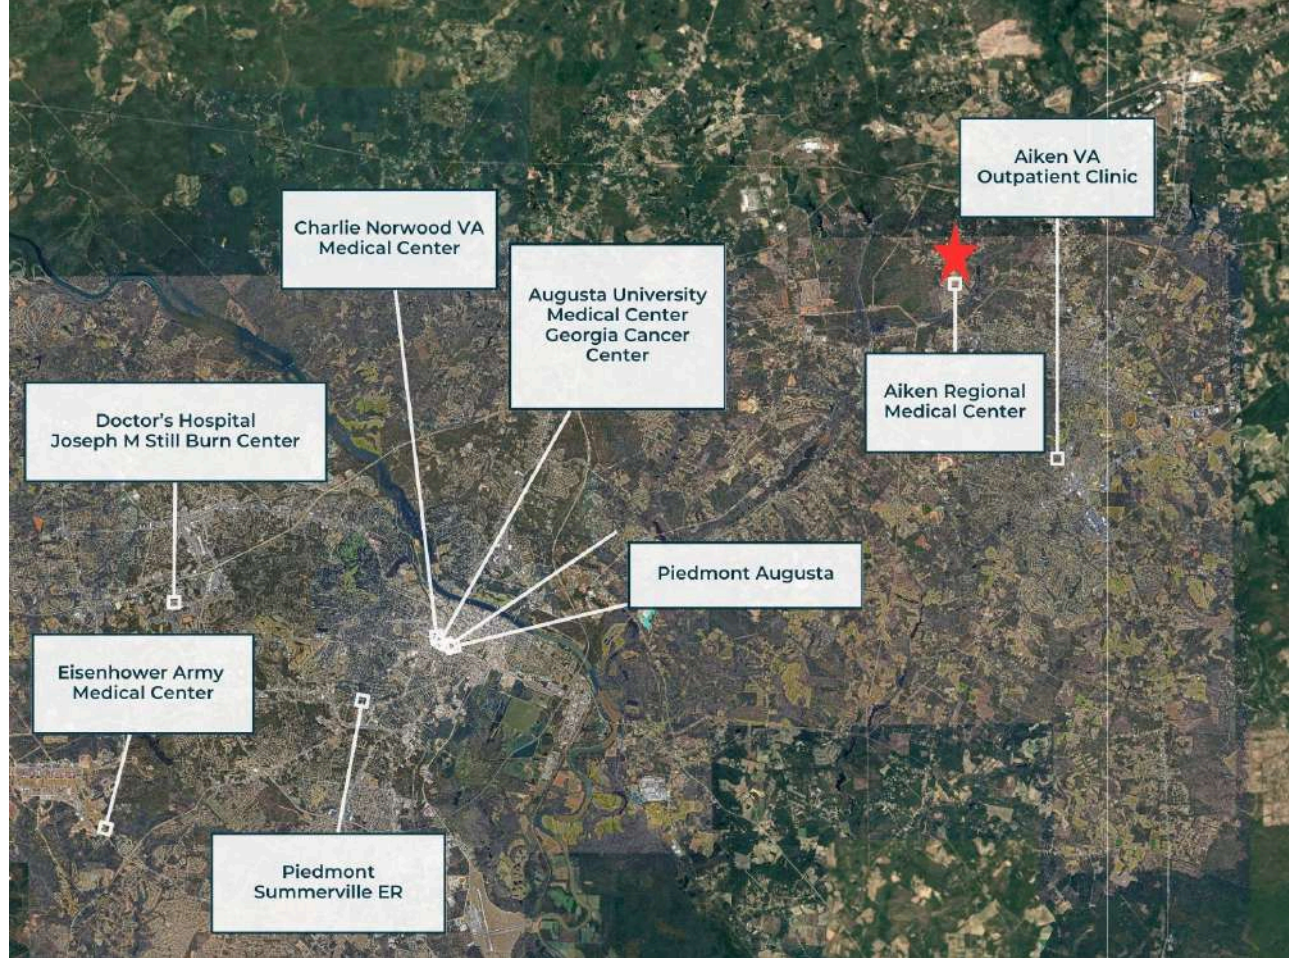 Aiken VA
Outpatient Clinic
Charlie Norwood VA
Medical Center
Augusta University
Medical Center
Georgia Cancer
Center
Aiken Regional
Medical Center
Doctor's Hospital
Joseph M Still Burn Center
Piedmont Augusta
Eisenhower Army
Medical Center
Piedmont
Summerville ER